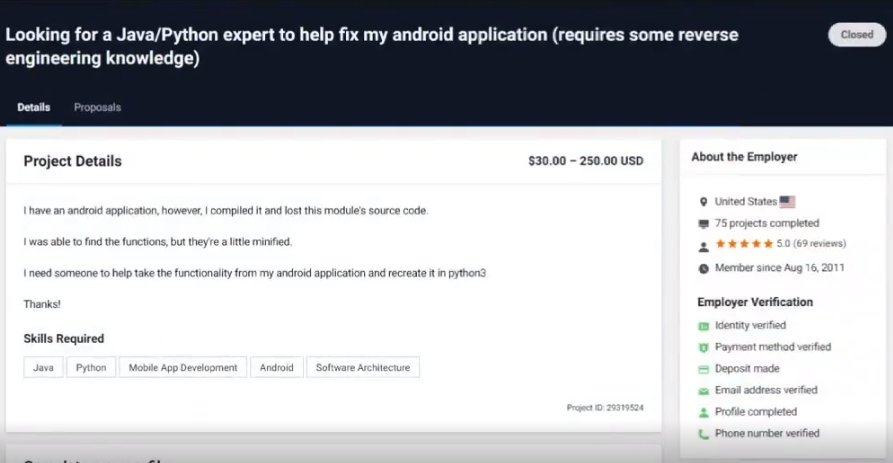 Looking for a Java/Python expert to help fix my android application (requires some reverse
engineering knowledge)
Closed
Details
Proposals
Project Details
$30.00 – 250.00 USD
I have an android application, however, I compiled it and lost this module's source code.
I was able to find the functions, but they're a little minified.
I need someone to help take the functionality from my android application and recreate it in python3
Thanks!
Skills Required
Java
Python
Mobile App Development
Android
Software Architecture
Project ID: 29319524
About the Employer
United States
75 projects completed
5.0 (69 reviews)
Member since Aug 16, 2011
Employer Verification
Identity verified
Payment method verified
Deposit made
Email address verified
Profile completed
Phone number verified